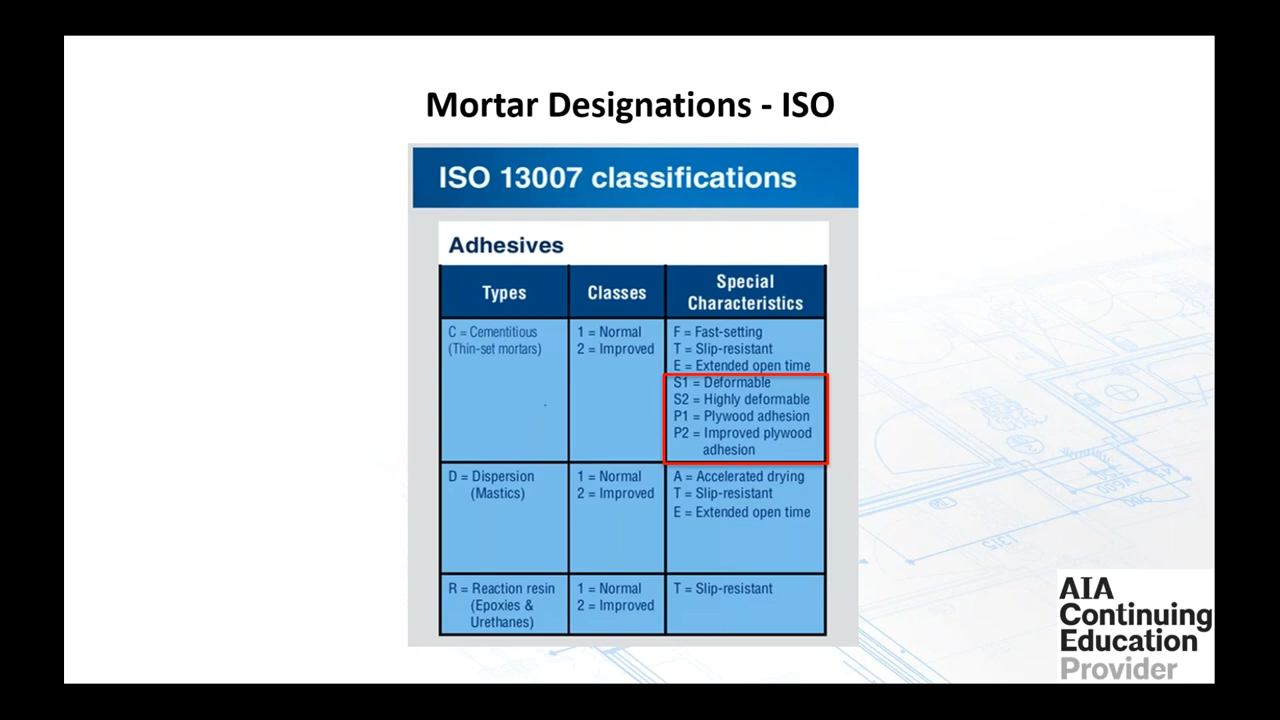 Mortar Designations - ISO
ISO 13007 classifications
Adhesives
Types
Classes
Special
Characteristics
C = Cementitious
(Thin-set mortars)
1 = Normal
2 = Improved
F = Fast-setting
T = Slip-resistant
E = Extended open time
S1 = Deformable
S2 = Highly deformable
P1 = Plywood adhesion
P2 = Improved plywood
adhesion
D = Dispersion
(Mastics)
1 = Normal
2 = Improved
A = Accelerated drying
T = Slip-resistant
E = Extended open time
R = Reaction resin
(Epoxies &
Urethanes)
1 = Normal
2 = Improved
T = Slip-resistant
1315
AIA
Continuing
Education
Provider